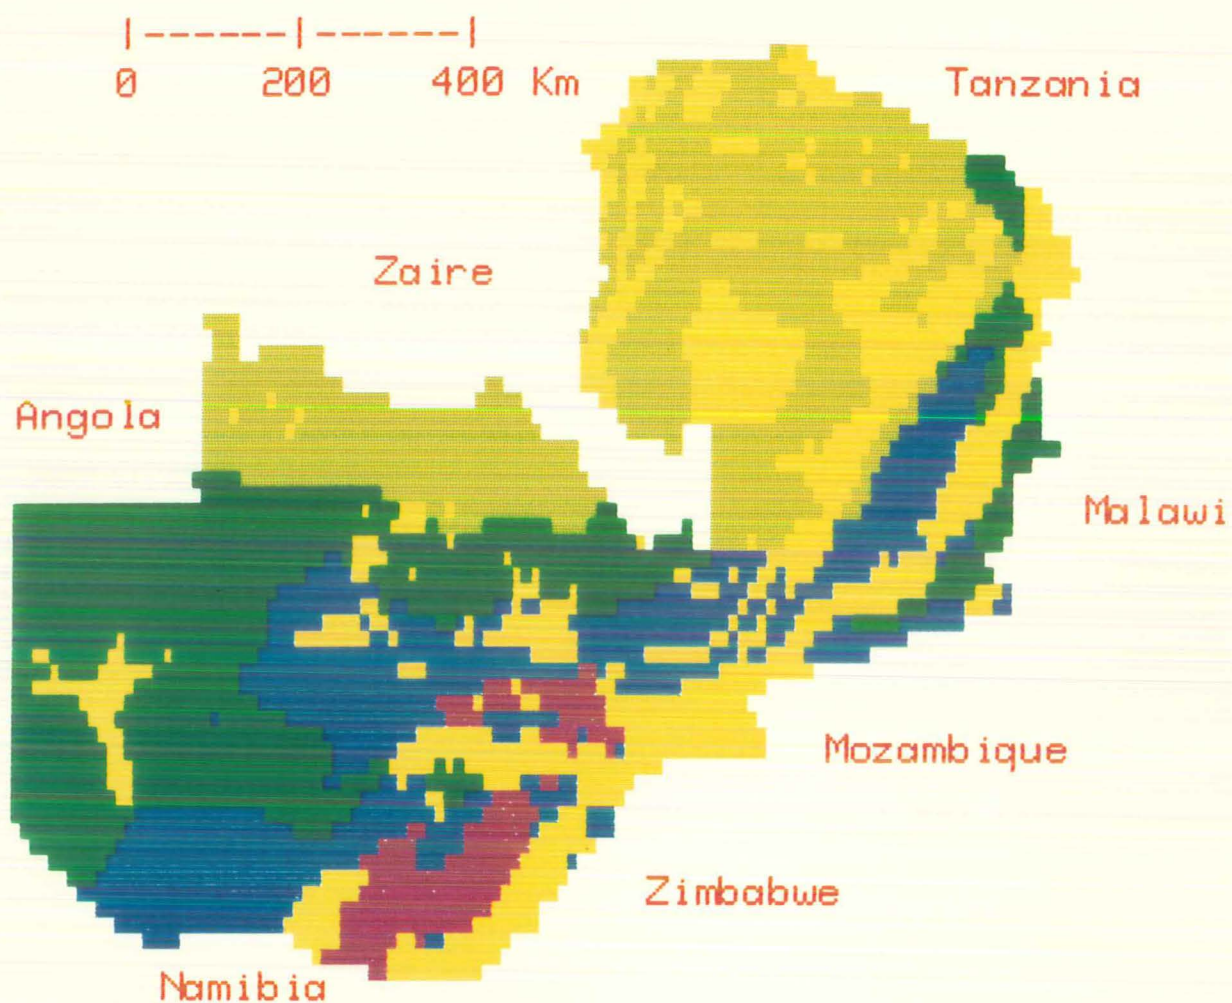 |------|------|
0 200 400 Km
Tanzania
Zaire
Angola
Malawi
Mozambique
Zimbabwe
Namibia